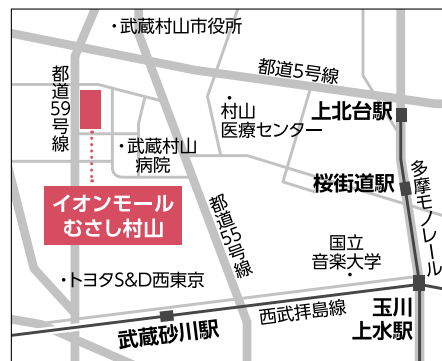 ・武蔵村山市役所
都道5号線
都道59号線
・村山
医療センター
上北台駅
・武蔵村山
病院
桜街道駅
多摩モノレール
イオンモール
むさし村山
都道55号線
国立
音楽大学
・トヨタS&D西東京
西武拝島線
玉川
上水駅
武蔵砂川駅